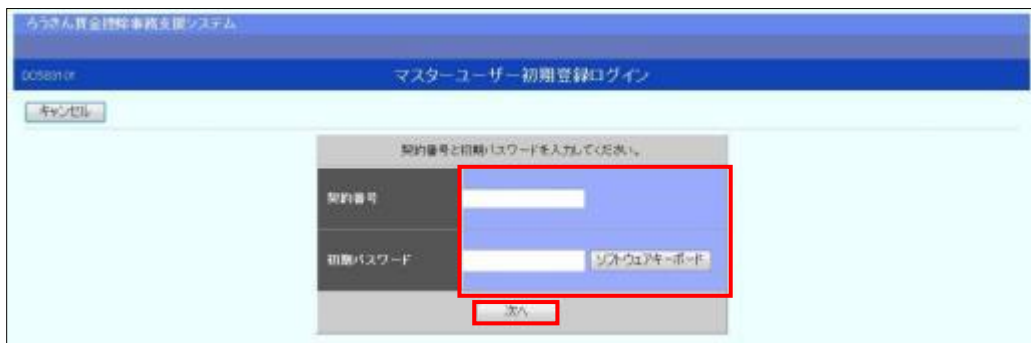 ろうきん賃金控除事務支援システム
マスターユーザー初期登録ログイン
キャンセル
契約番号と初期パスワードを入力してください。
契約番号
初期パスワード
ソフトウェアキーボード
次へ